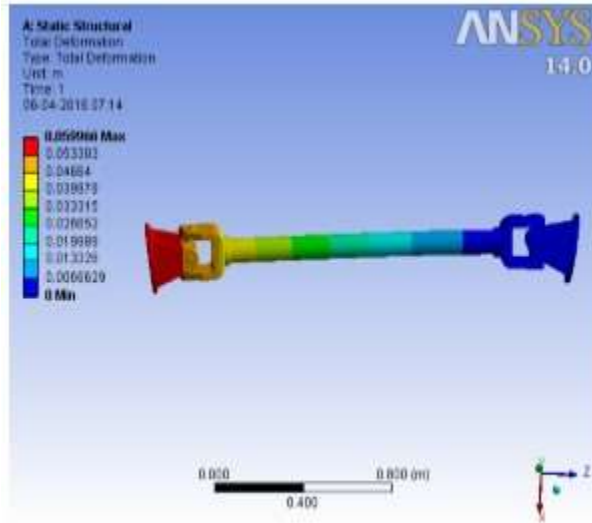 A: Static Structural
Total Deformation
Type: Total Deformation
Unit: m
Time: 1
06-04-2016 07:14
ANSYS
14.0
0.059966 Max
0.053303
0.04664
0.039978
0.033315
0.026652
0.019989
0.013326
0.0066629
0 Min
0.000
0.800 (m)
0.400
Z
X